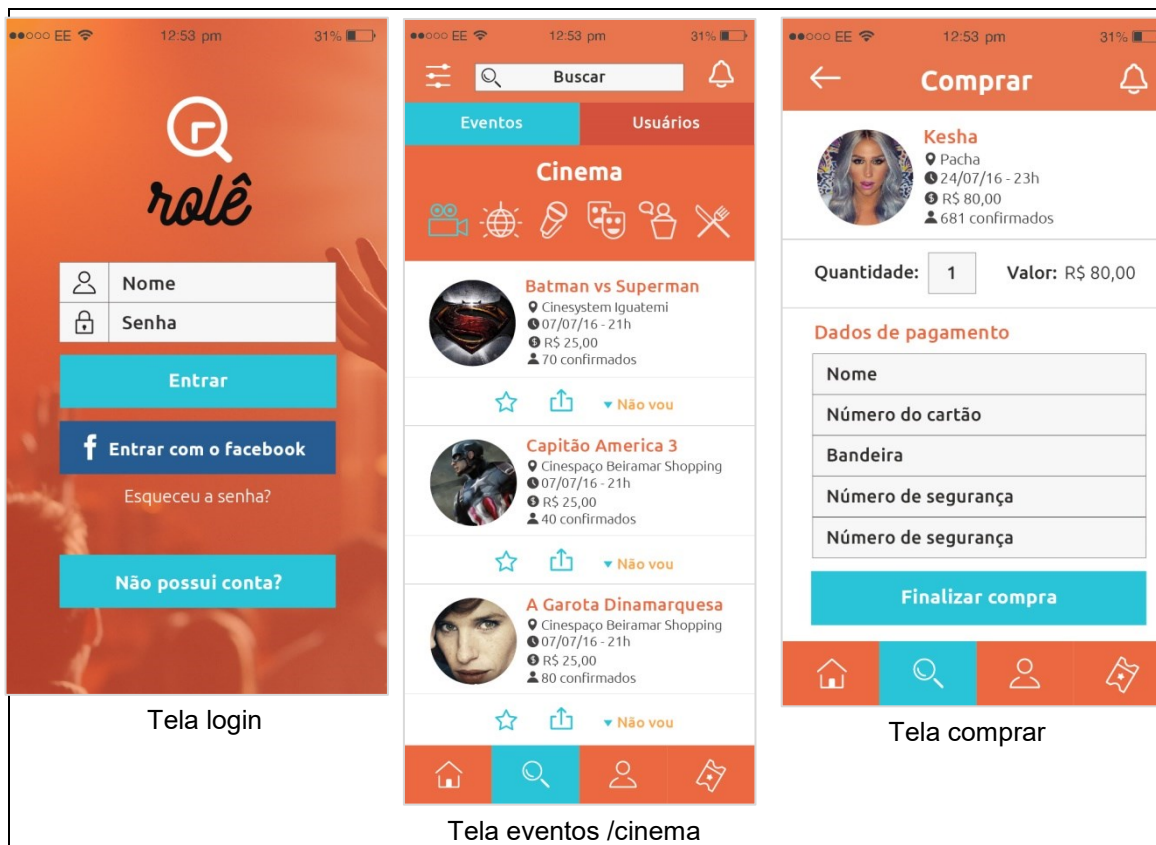 EE 12:53 pm 31%
rolê
Nome
Senha
Entrar
f Entrar com o facebook
Esqueceu a senha?
Não possui conta?
Tela login
EE 12:53 pm 31%
Buscar
Eventos Usuários
Cinema
Batman vs Superman
Cinesystem Iguatemi
07/07/16 - 21h
R$ 25,00
70 confirmados
Não vou
Capitão America 3
Cinespaço Beiramar Shopping
07/07/16 - 21h
R$ 25,00
40 confirmados
Não vou
A Garota Dinamarquesa
Cinespaço Beiramar Shopping
07/07/16 - 21h
R$ 25,00
80 confirmados
Não vou
Tela eventos /cinema
EE 12:53 pm 31%
Comprar
Kesha
Pacha
24/07/16 - 23h
R$ 80,00
681 confirmados
Quantidade: 1 Valor: R$ 80,00
Dados de pagamento
Nome
Número do cartão
Bandeira
Número de segurança
Número de segurança
Finalizar compra
Tela comprar